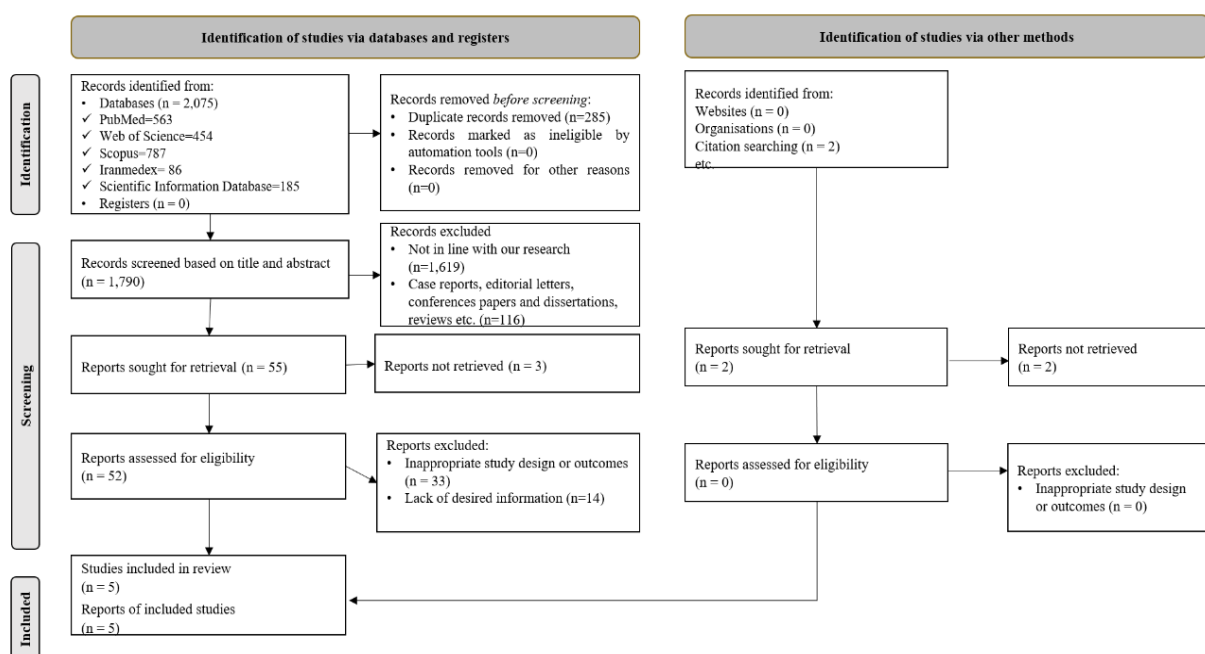 Identification of studies via databases and registers
Identification of studies via other methods
Identification
Records identified from:
• Databases (n = 2,075)
✓ PubMed=563
✓ Web of Science=454
✓ Scopus=787
✓ Iranmedex= 86
✓ Scientific Information Database=185
• Registers (n = 0)
Records removed before screening:
• Duplicate records removed (n=285)
• Records marked as ineligible by
automation tools (n=0)
• Records removed for other reasons
(n=0)
Records identified from:
Websites (n = 0)
Organisations (n = 0)
Citation searching (n = 2)
etc.
Screening
Records screened based on title and abstract
(n = 1,790)
Records excluded
• Not in line with our research
(n=1,619)
• Case reports, editorial letters,
conferences papers and dissertations,
reviews etc. (n=116)
Reports sought for retrieval (n = 55)
Reports not retrieved (n = 3)
Reports sought for retrieval
(n = 2)
Reports not retrieved
(n = 2)
Reports assessed for eligibility
(n = 52)
Reports excluded:
• Inappropriate study design or outcomes
(n = 33)
• Lack of desired information (n=14)
Reports assessed for eligibility
(n = 0)
Reports excluded:
• Inappropriate study design
or outcomes (n = 0)
Included
Studies included in review
(n = 5)
Reports of included studies
(n = 5)